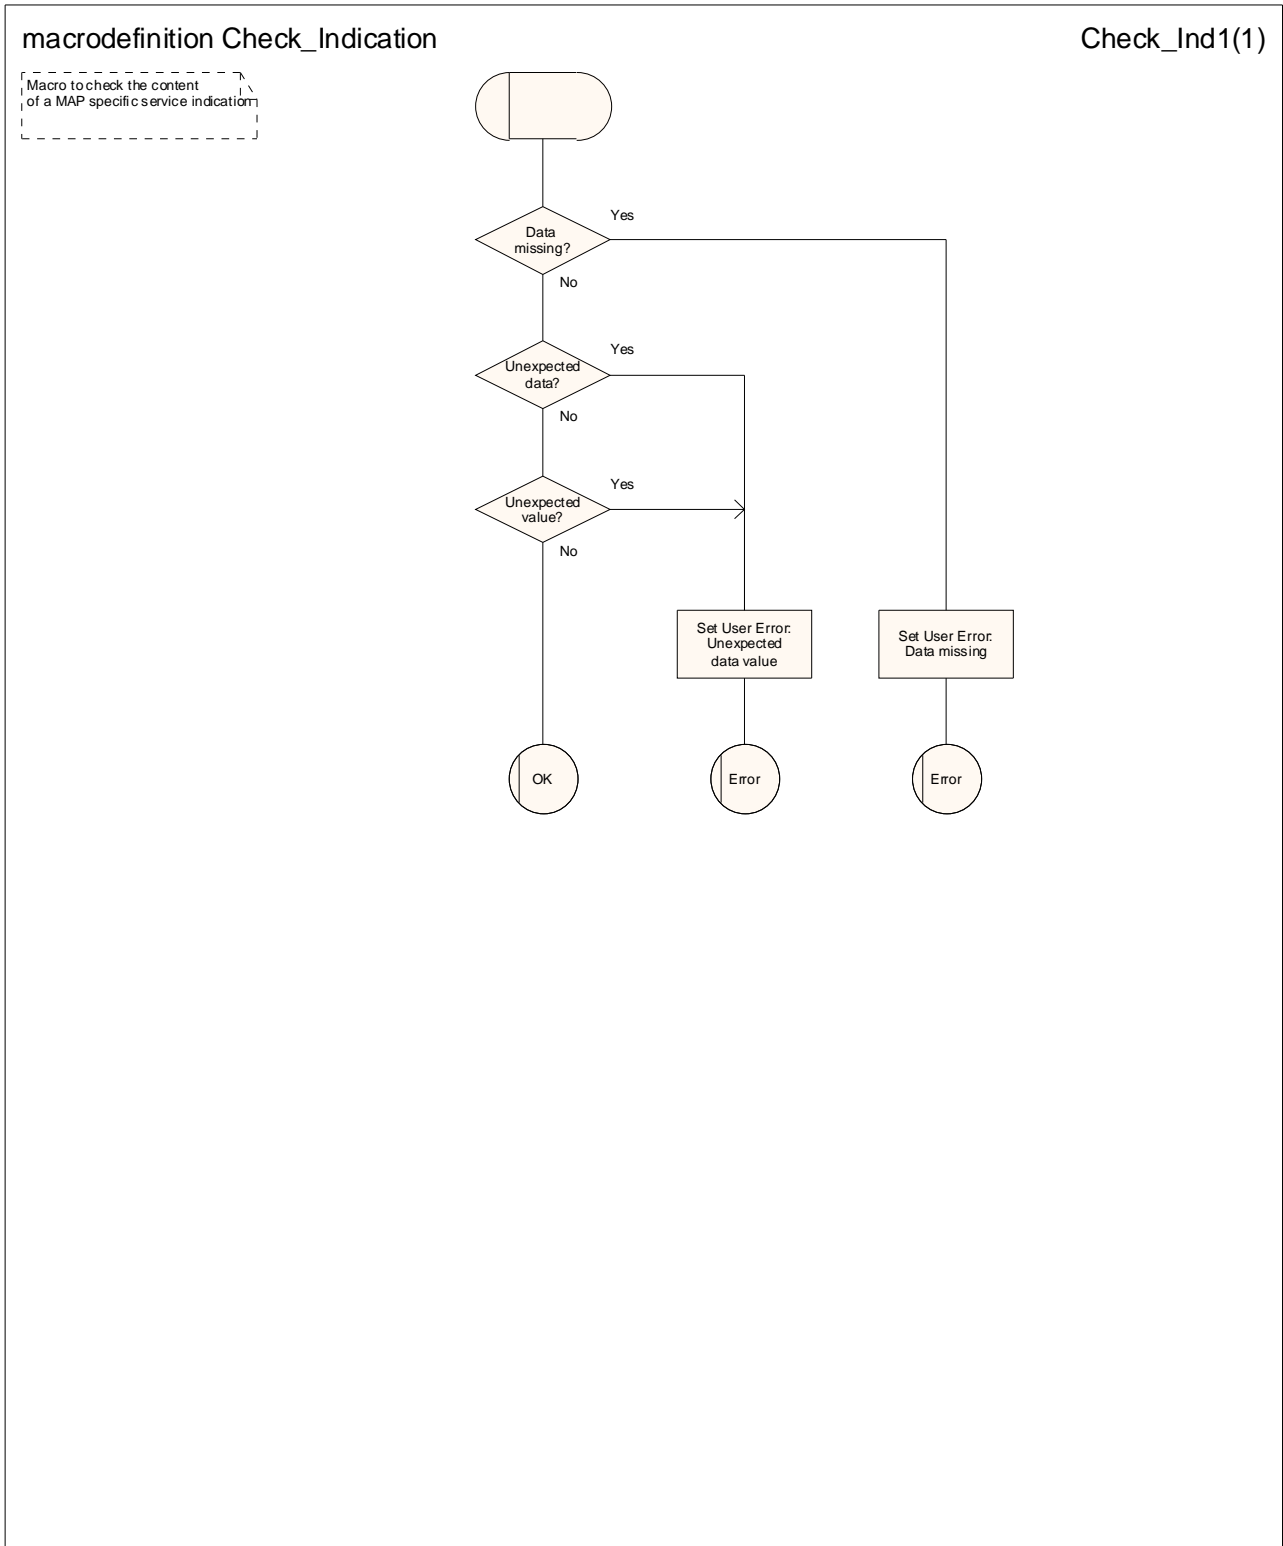 macrodefinition Check_Indication
Check_Ind1(1)
Macro to check the content
of a MAP specific service indication
Yes
Data
missing?
No
Yes
Unexpected
data?
No
Yes
Unexpected
value?
No
Set User Error:
Unexpected
data value
Set User Error:
Data missing
OK
Error
Error